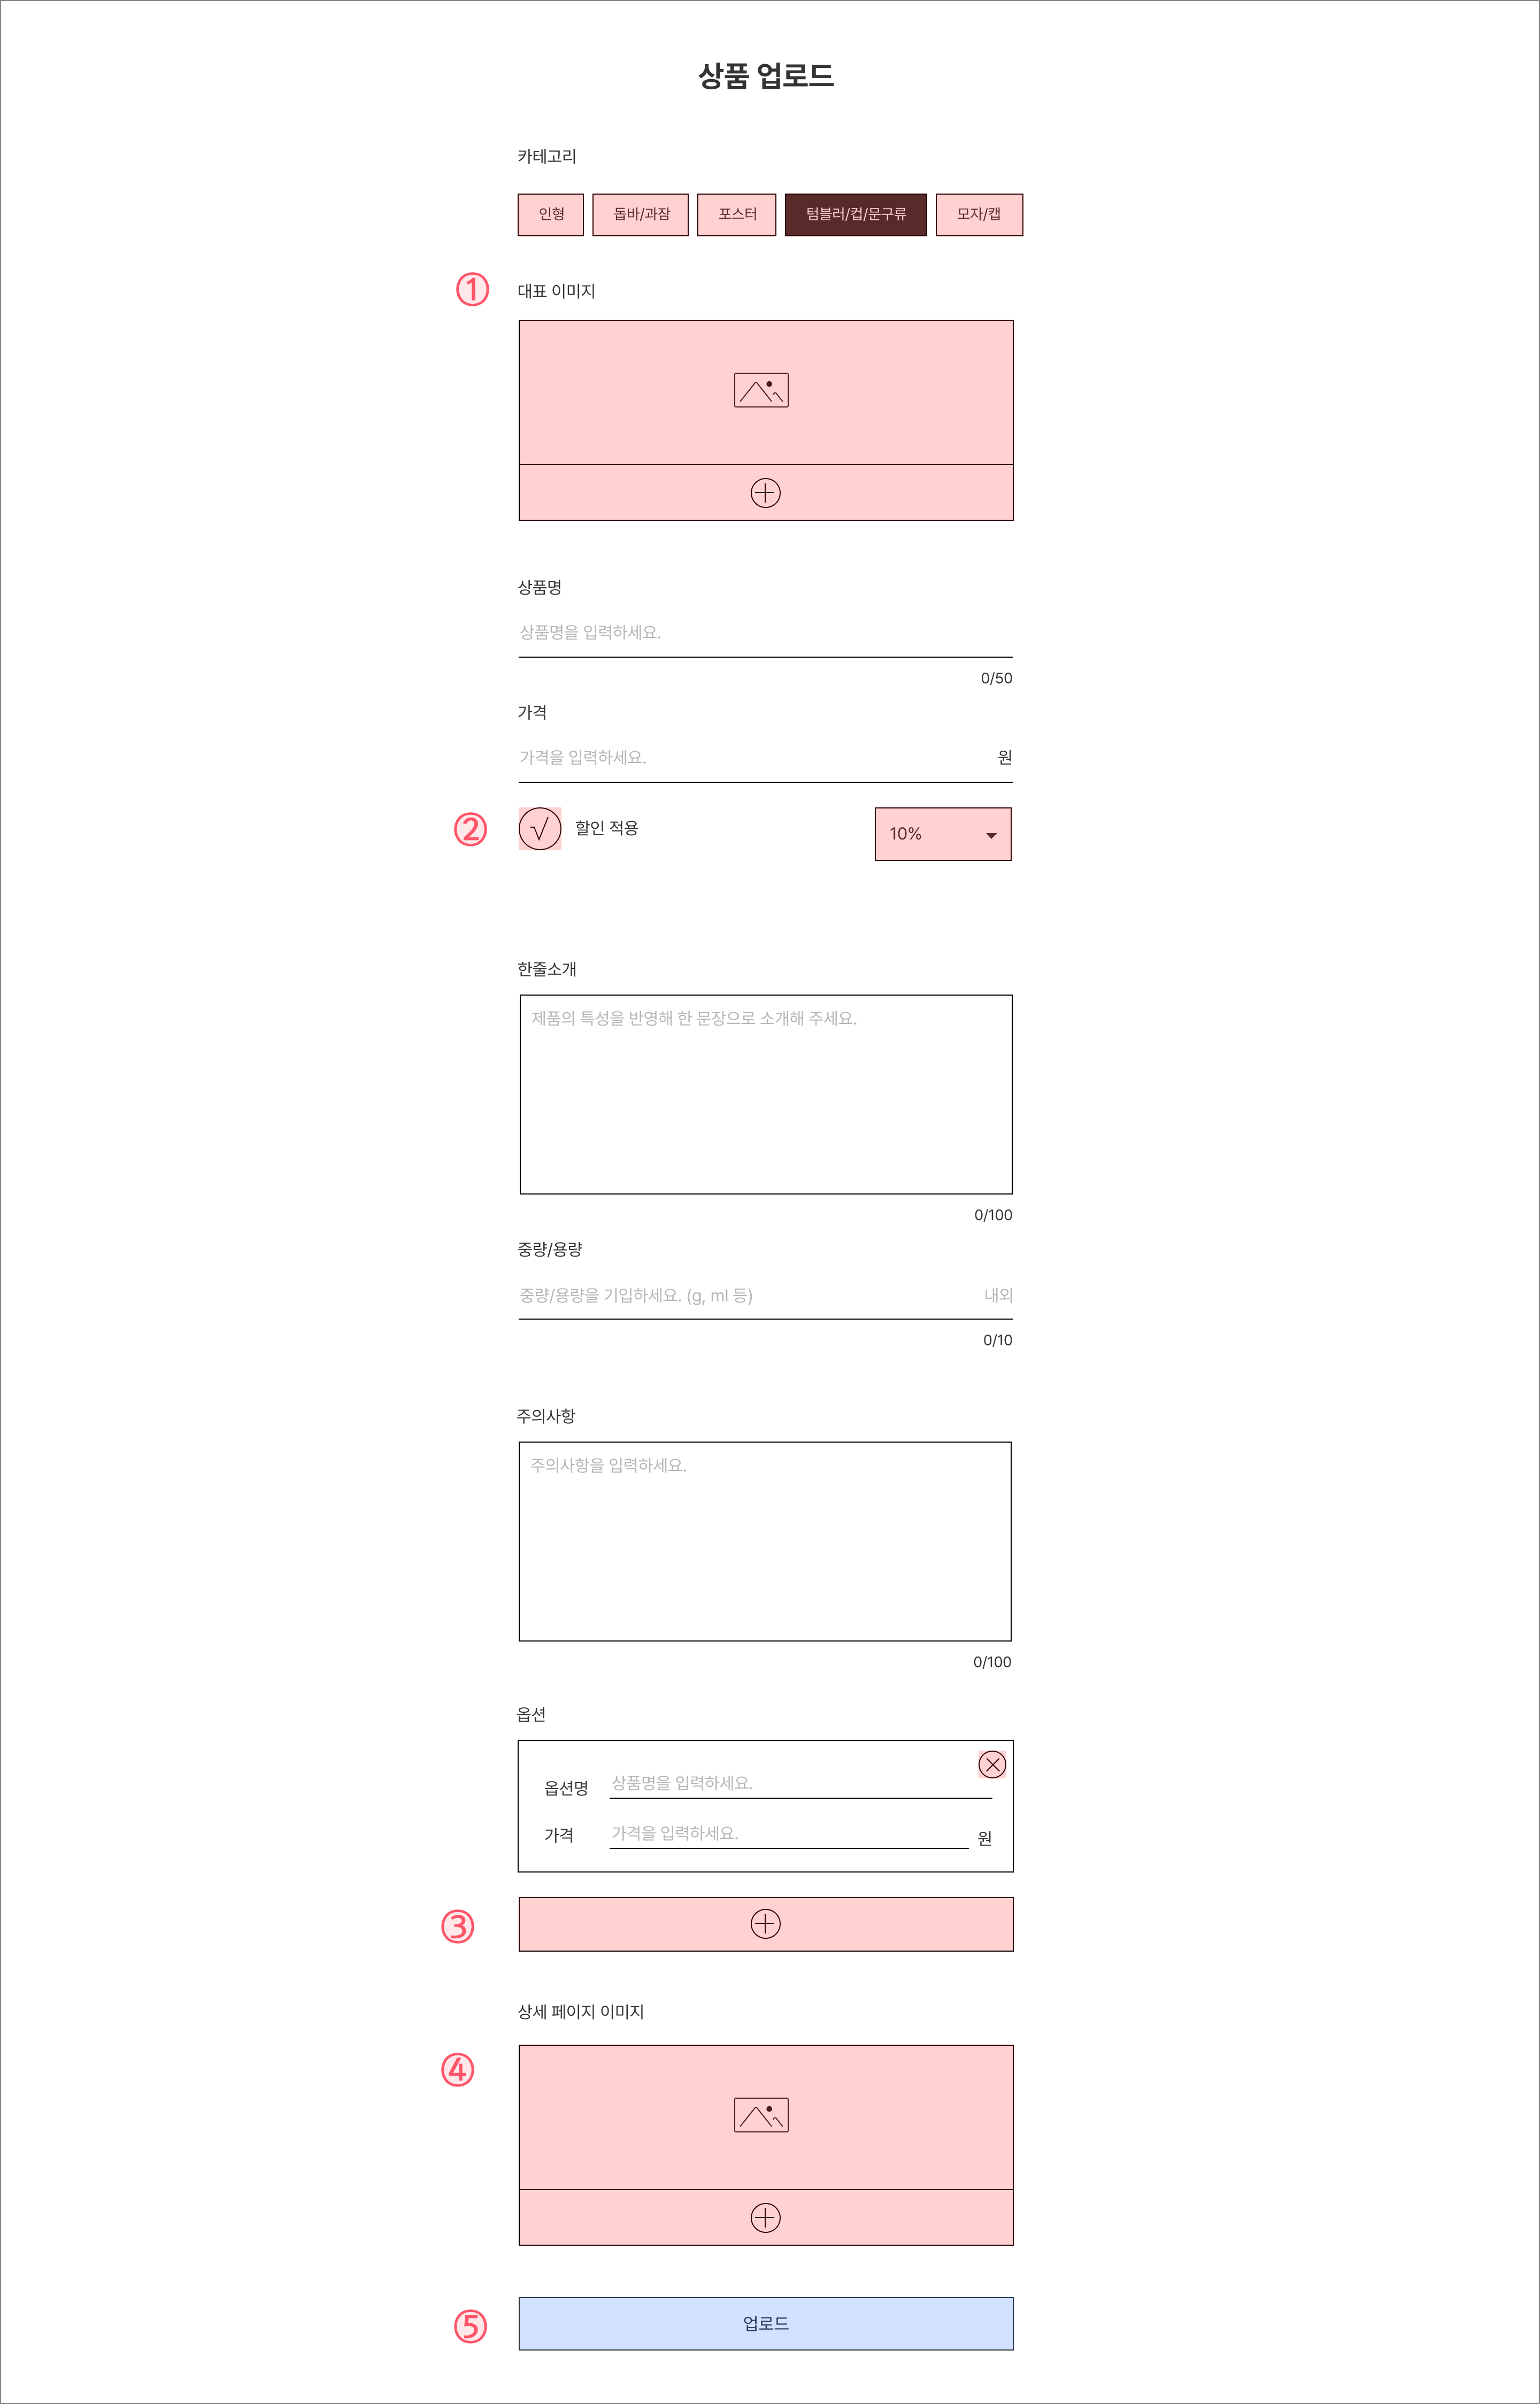 상품 업로드
카테고리
인형 돕바/과잠 포스터 텀블러/컵/문구류 모자/캡
① 대표 이미지
상품명
상품명을 입력하세요.
0/50
가격
가격을 입력하세요. 원
② 할인 적용 10%
한줄소개
제품의 특성을 반영해 한 문장으로 소개해 주세요.
0/100
중량/용량
중량/용량을 기입하세요. (g, ml 등) 내외
0/10
주의사항
주의사항을 입력하세요.
0/100
옵션
옵션명 상품명을 입력하세요.
가격 가격을 입력하세요. 원
③
상세 페이지 이미지
④
⑤ 업로드